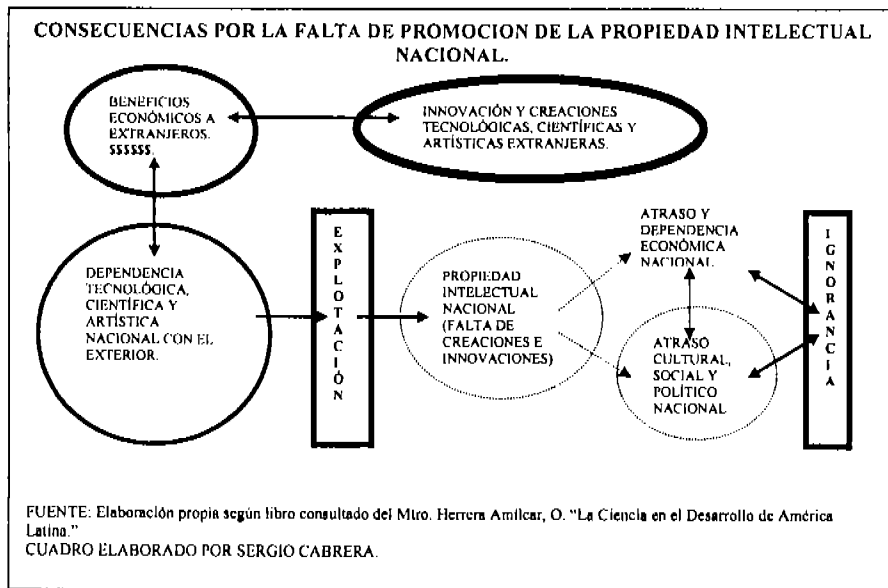 CONSECUENCIAS POR LA FALTA DE PROMOCION DE LA PROPIEDAD INTELECTUAL
NACIONAL.
BENEFICIOS
ECONÓMICOS A
EXTRANJEROS.
$$$$$$.
INNOVACIÓN Y CREACIONES
TECNOLÓGICAS, CIENTÍFICAS Y
ARTÍSTICAS EXTRANJERAS.
DEPENDENCIA
TECNOLÓGICA,
CIENTÍFICA Y
ARTÍSTICA
NACIONAL CON EL
EXTERIOR.
EXPLOTACIÓN
PROPIEDAD
INTELECTUAL
NACIONAL
(FALTA DE
CREACIONES E
INNOVACIONES)
ATRASO Y
DEPENDENCIA
ECONÓMICA
NACIONAL
ATRASO
CULTURAL,
SOCIAL Y
POLÍTICO
NACIONAL
IGNORANCIA
FUENTE: Elaboración propia según libro consultado del Mtro. Herrera Amílcar, O. "La Ciencia en el Desarrollo de América
Latina."
CUADRO ELABORADO POR SERGIO CABRERA.